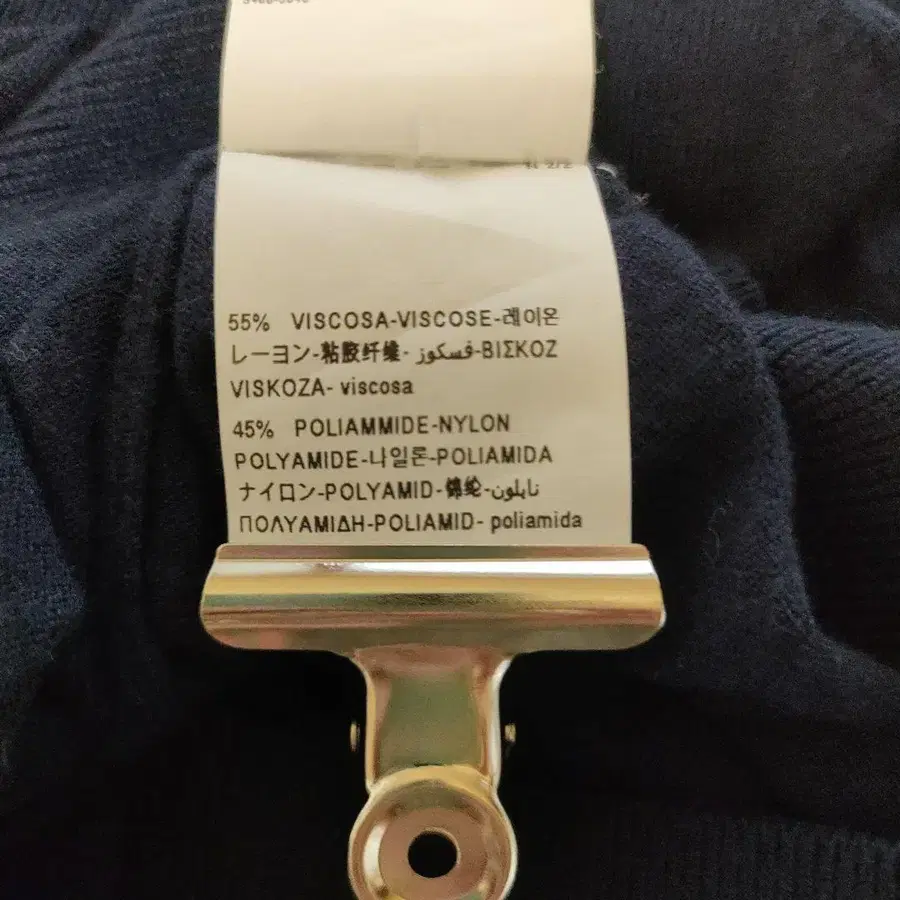 55% VISCOSA-VISCOSE-레이온
レーヨン-粘胶纤维- فسكوز-ΒΙΣΚΟΖ
VISKOZA- viscosa
45% POLIAMMIDE-NYLON
POLYAMIDE-나일론-POLIAMIDA
ナイロン-POLYAMID-锦纶-نايلون
ΠΟΛΥΑΜΙΔΗ-POLIAMID- poliamida